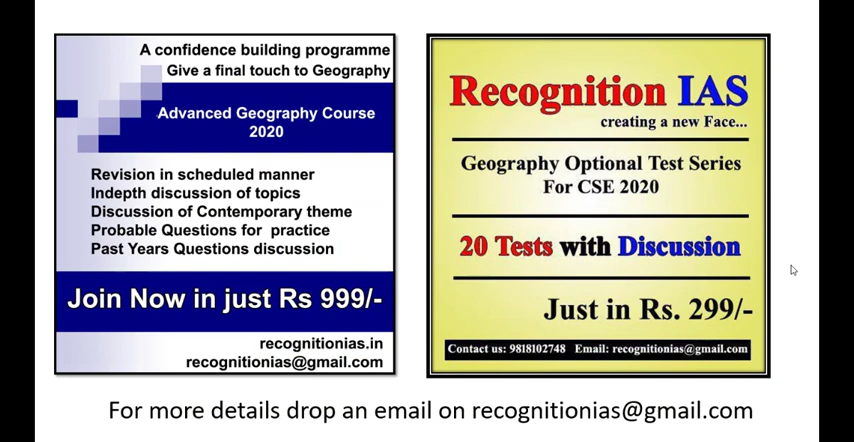 A confidence building programme
Give a final touch to Geography
Advanced Geography Course
2020
Revision in scheduled manner
Indepth discussion of topics
Discussion of Contemporary theme
Probable Questions for practice
Past Years Questions discussion
Join Now in just Rs 999/-
recognitionias.in
recognitionias@gmail.com
Recognition IAS
creating a new Face...
Geography Optional Test Series
For CSE 2020
20 Tests with Discussion
Just in Rs. 299/-
Contact us: 9818102748 Email: recognitionias@gmail.com
For more details drop an email on recognitionias@gmail.com